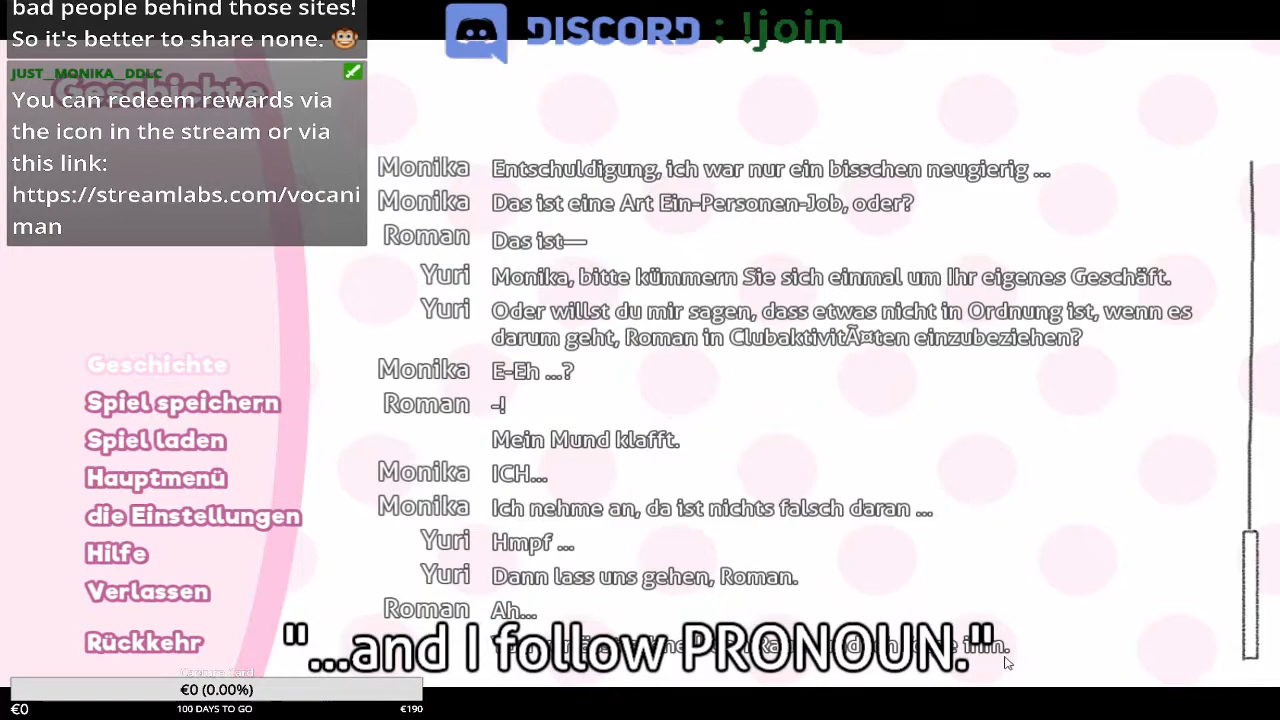 bad people behind those sites!
So it's better to share none.
JUST_MONIKA_DDLC
You can redeem rewards via
the icon in the stream or via
this link:
https://streamlabs.com/vocani
man
DISCORD : !join
Geschichte
Monika Entschuldigung, ich war nur ein bisschen neugierig ...
Monika Das ist eine Art Ein-Personen-Job, oder?
Roman Das ist—
Yuri Monika, bitte kümmern Sie sich einmal um Ihr eigenes Geschäft.
Yuri Oder willst du mir sagen, dass etwas nicht in Ordnung ist, wenn es
darum geht, Roman in ClubaktivitÃ¤ten einzubeziehen?
Monika E-Eh ...?
Roman -!
Mein Mund klafft.
Monika ICH...
Monika Ich nehme an, da ist nichts falsch daran ...
Yuri Hmpf ...
Yuri Dann lass uns gehen, Roman.
Roman Ah...
Geschichte
Spiel speichern
Spiel laden
Hauptmenü
die Einstellungen
Hilfe
Verlassen
Rückkehr
"...and I follow PRONOUN."
Capture Card
€0 (0.00%)
€0 100 DAYS TO GO €190